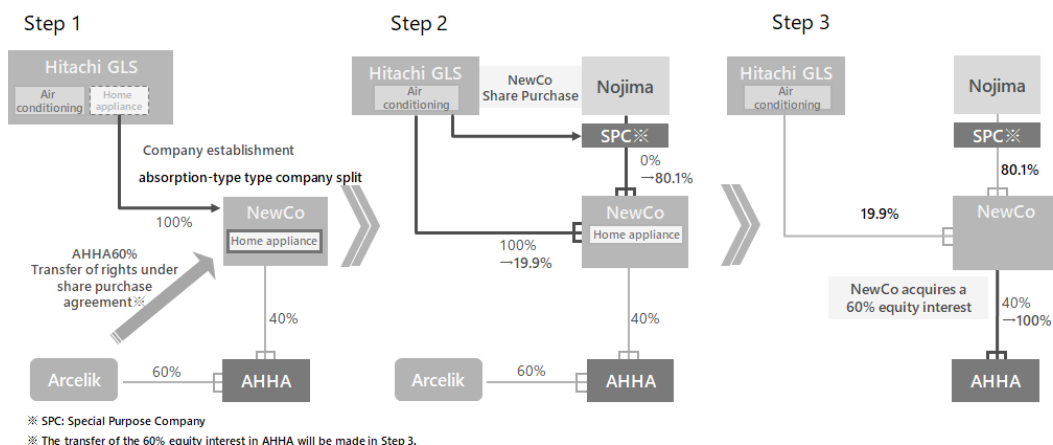 Step 1
Hitachi GLS
Air
conditioning
Home
appliance
Company establishment
absorption-type type company split
100%
NewCo
Home appliance
AHHA60%
Transfer of rights under
share purchase
agreement※
40%
Arcelik
60%
AHHA
Step 2
Hitachi GLS
Air
conditioning
NewCo
Share Purchase
Nojima
SPC※
0%
→80.1%
NewCo
Home appliance
100%
→19.9%
40%
Arcelik
60%
AHHA
Step 3
Hitachi GLS
Air
conditioning
Nojima
SPC※
80.1%
19.9%
NewCo
NewCo acquires a
60% equity interest
40%
→100%
AHHA
※ SPC: Special Purpose Company
※ The transfer of the 60% equity interest in AHHA will be made in Step 3.